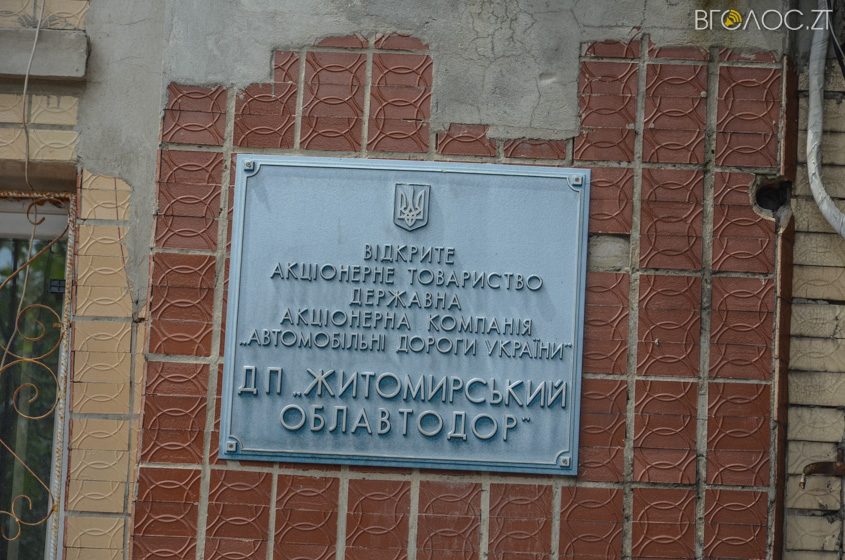 ВГОЛОС.ZT
ВІДКРИТЕ
АКЦІОНЕРНЕ ТОВАРИСТВО
ДЕРЖАВНА
АКЦІОНЕРНА КОМПАНІЯ
„АВТОМОБІЛЬНІ ДОРОГИ УКРАЇНИ"
ДП „ЖИТОМИРСЬКИЙ
ОБЛАВТОДОР"